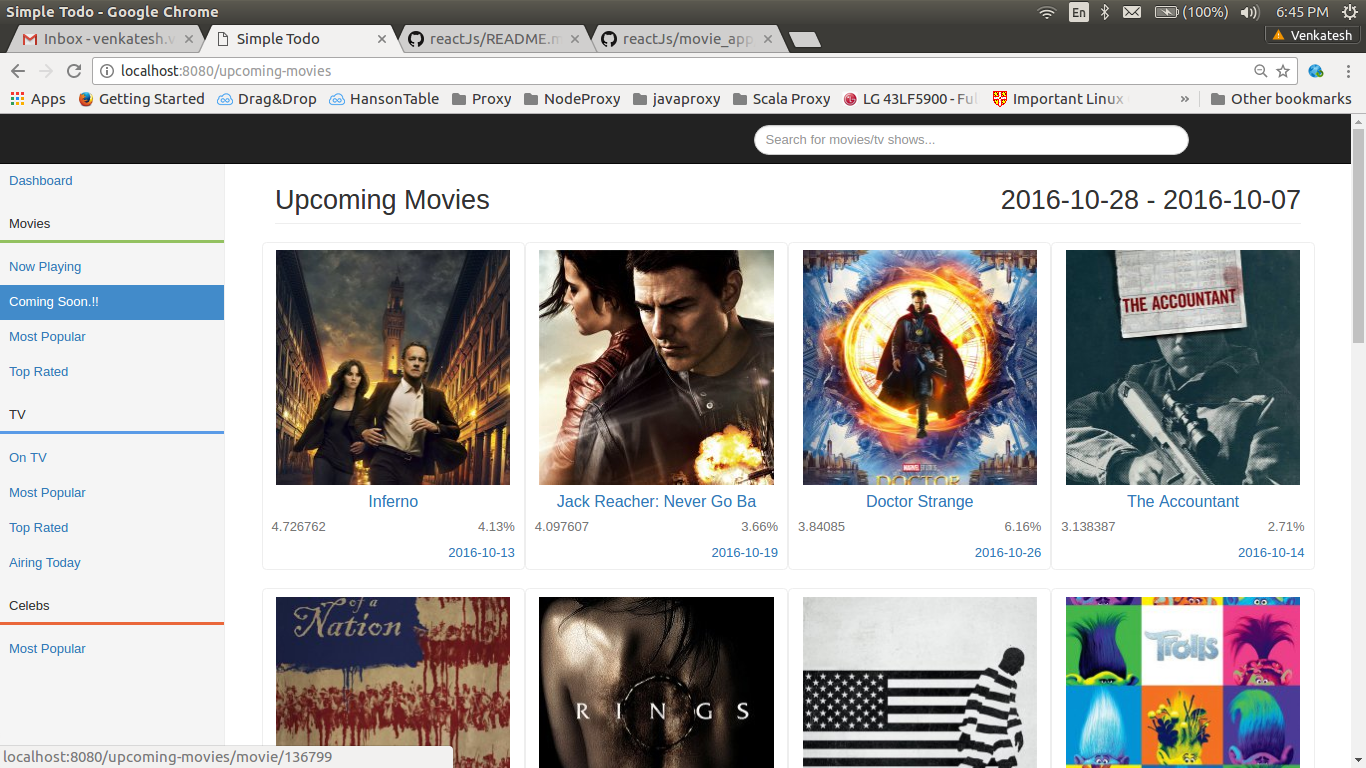 Simple Todo - Google Chrome
En
(100%)
6:45 PM
Inbox - venkatesh.v
Simple Todo
reactJs/README.m
reactJs/movie_app
Venkatesh
localhost:8080/upcoming-movies
Apps
Getting Started
Drag&Drop
HansonTable
Proxy
NodeProxy
javaproxy
Scala Proxy
LG 43LF5900 - Ful
Important Linux
»
Other bookmarks
Search for movies/tv shows...
Dashboard
Movies
Now Playing
Coming Soon.!!
Most Popular
Top Rated
TV
On TV
Most Popular
Top Rated
Airing Today
Celebs
Most Popular
Upcoming Movies
2016-10-28 - 2016-10-07
MARVEL STUDIOS
DOCTOR
THE ACCOUNTANT
Inferno
4.726762
4.13%
2016-10-13
Jack Reacher: Never Go Ba
4.097607
3.66%
2016-10-19
Doctor Strange
3.84085
6.16%
2016-10-26
The Accountant
3.138387
2.71%
2016-10-14
of a
Nation
RINGS
TROLLS
localhost:8080/upcoming-movies/movie/136799